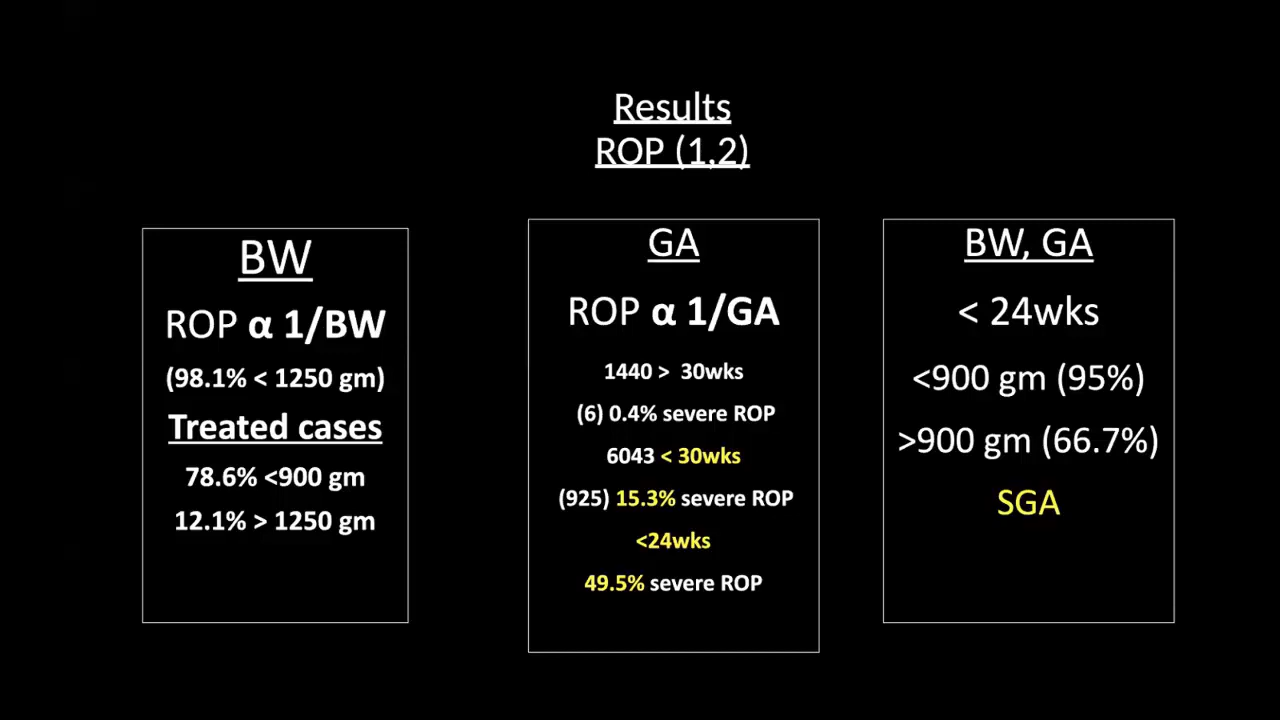 Results
ROP (1,2)
BW
ROP α 1/BW
(98.1% < 1250 gm)
Treated cases
78.6% <900 gm
12.1% > 1250 gm
GA
ROP α 1/GA
1440 > 30wks
(6) 0.4% severe ROP
6043 < 30wks
(925) 15.3% severe ROP
<24wks
49.5% severe ROP
BW, GA
< 24wks
<900 gm (95%)
>900 gm (66.7%)
SGA